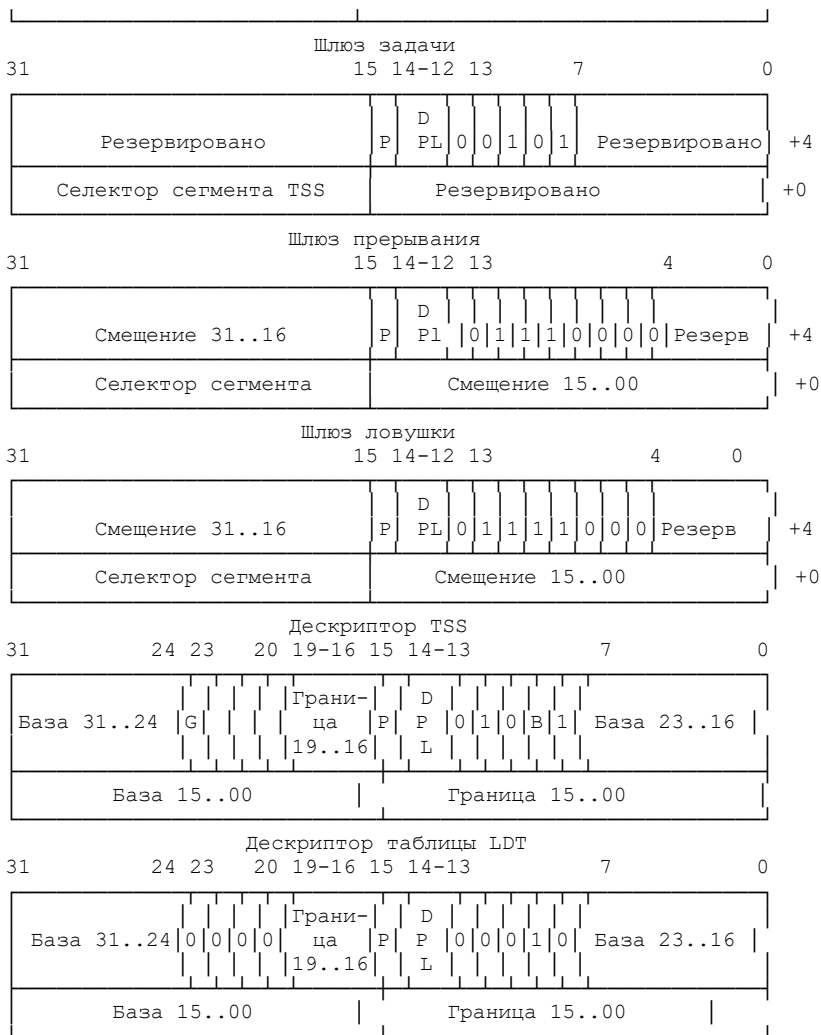 Шлюз задачи
31 15 14-12 13 7 0
D
Резервировано P PL 0 0 1 0 1 Резервировано +4
Селектор сегмента TSS Резервировано +0
Шлюз прерывания
31 15 14-12 13 4 0
D
Смещение 31..16 P Pl 0 1 1 1 0 0 0 0 Резерв +4
Селектор сегмента Смещение 15..00 +0
Шлюз ловушки
31 15 14-12 13 4 0
D
Смещение 31..16 P PL 0 1 1 1 1 0 0 0 Резерв +4
Селектор сегмента Смещение 15..00 +0
Дескриптор TSS
31 24 23 20 19-16 15 14-13 7 0
Грани- D
База 31..24 G ца P P 0 1 0 B 1 База 23..16
19..16 L
База 15..00 Граница 15..00
Дескриптор таблицы LDT
31 24 23 20 19-16 15 14-13 7 0
Грани- D
База 31..24 0 0 0 0 ца P P 0 0 0 1 0 База 23..16
19..16 L
База 15..00 Граница 15..00